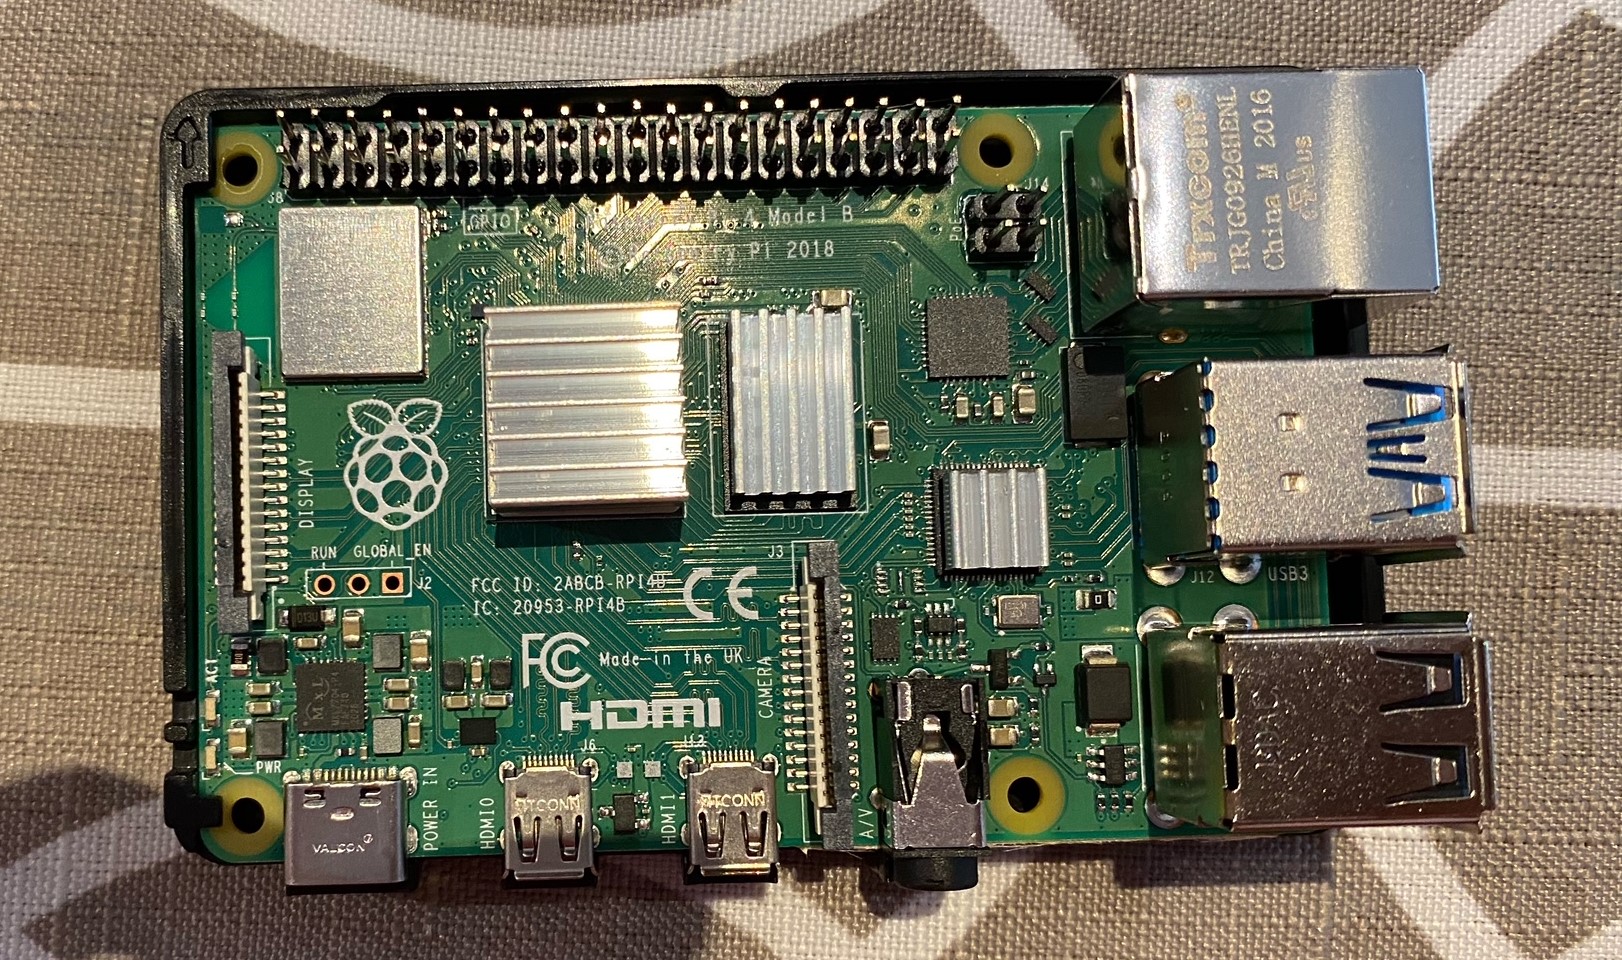 GPIO
4 Model B
Pi 2018
J14
Trxcom
TRJG0926HENL
China M 2016
DISPLAY
RUN GLOBAL_EN
J2
J3
FCC ID: 2ABCB-RPI4B
IC: 20953-RPI4B
CE
FC
Made in the UK
HDMI
CAMERA
J12
USB3
ACT
PWR
POWER IN
VALCON
J6
HDMI0
HDMI1
A/V